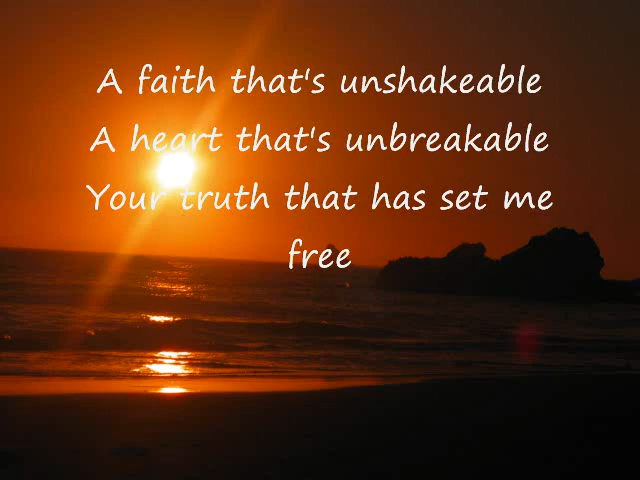 A faith that's unshakeable
A heart that's unbreakable
Your truth that has set me
free